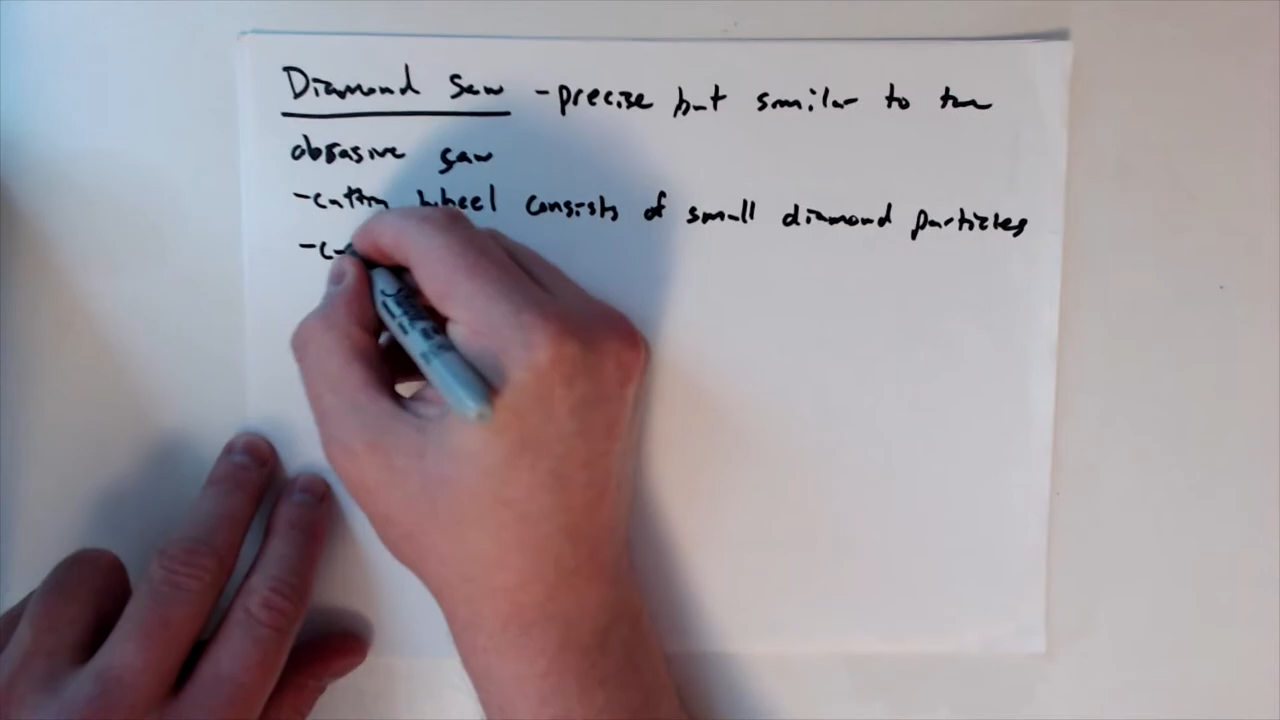 Diamond Saw - precise but similar to the
abrasive saw
- cutting wheel consists of small diamond particles